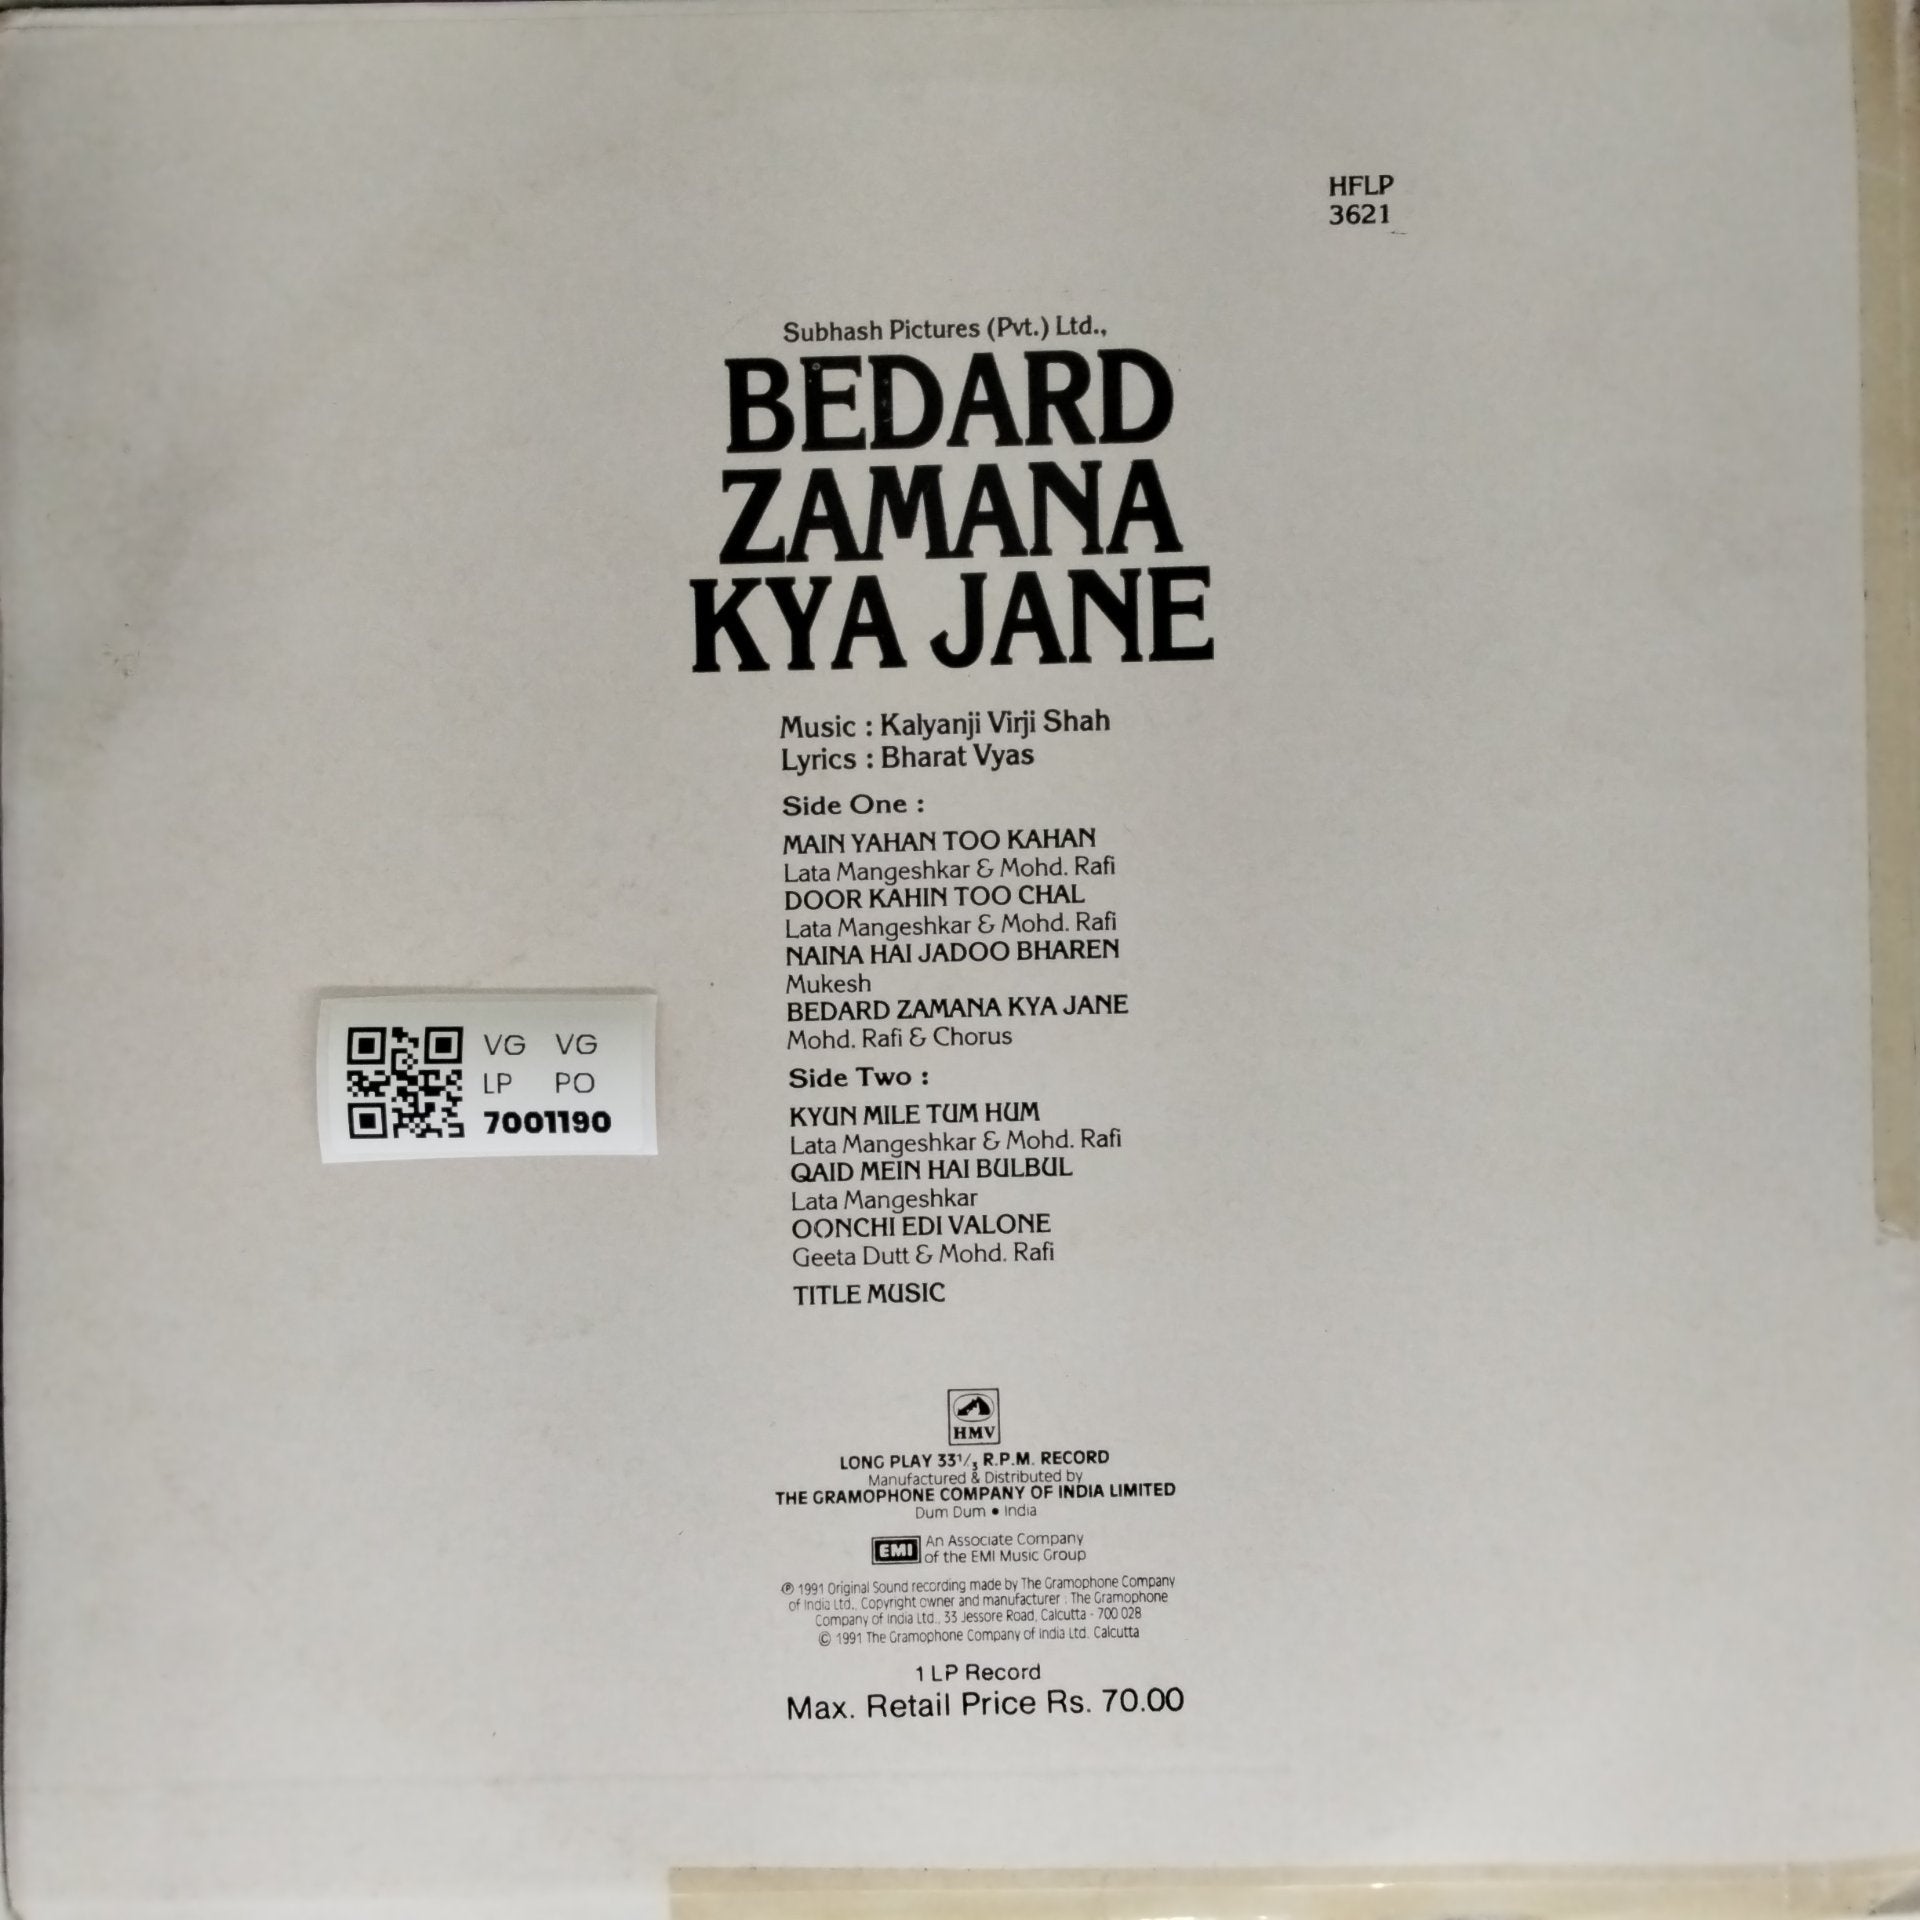 HFLP
3621
Subhash Pictures (Pvt.) Ltd.,
BEDARD
ZAMANA
KYA JANE
Music : Kalyanji Virji Shah
Lyrics : Bharat Vyas
Side One :
MAIN YAHAN TOO KAHAN
Lata Mangeshkar & Mohd. Rafi
DOOR KAHIN TOO CHAL
Lata Mangeshkar & Mohd. Rafi
NAINA HAI JADOO BHAREN
Mukesh
BEDARD ZAMANA KYA JANE
Mohd. Rafi & Chorus
Side Two :
KYUN MILE TUM HUM
Lata Mangeshkar & Mohd. Rafi
QAID MEIN HAI BULBUL
Lata Mangeshkar
OONCHI EDI VALONE
Geeta Dutt & Mohd. Rafi
TITLE MUSIC
VG VG
LP PO
7001190
HMV
LONG PLAY 33⅓ R.P.M. RECORD
Manufactured & Distributed by
THE GRAMOPHONE COMPANY OF INDIA LIMITED
Dum Dum • India
EMI An Associate Company
of the EMI Music Group
℗ 1991 Original Sound recording made by The Gramophone Company
of India Ltd., Copyright owner and manufacturer : The Gramophone
Company of India Ltd., 33 Jessore Road, Calcutta - 700 028
© 1991 The Gramophone Company of India Ltd. Calcutta
1 LP Record
Max. Retail Price Rs. 70.00